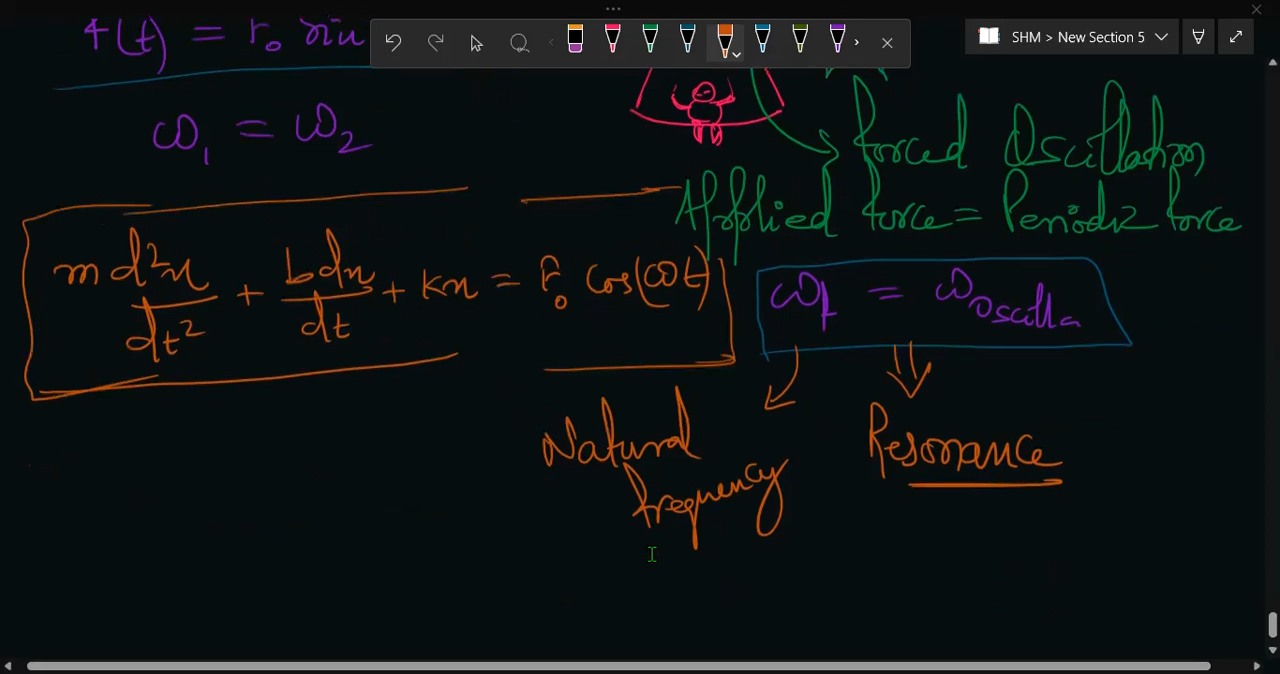 SHM > New Section 5
f(t) = F₀ sin
ω₁ = ω₂
Forced Oscillation
Applied force = Periodic force
m d²x/dt² + b dx/dt + kx = F₀ cos(ωt)
ωf = ωoscilla
Natural frequency
Resonance